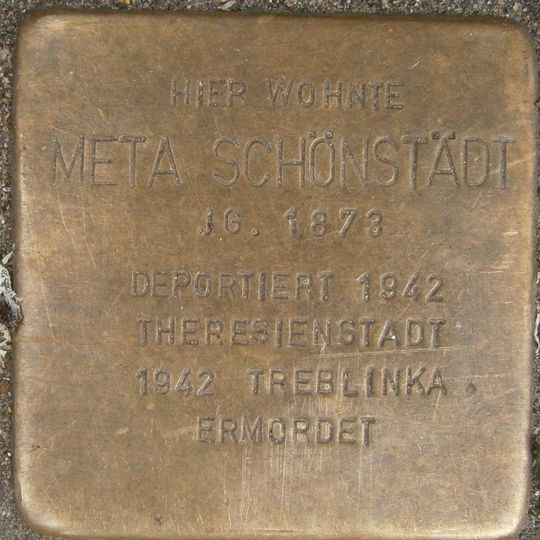 HIER WOHNTE
META SCHÖNSTÄDT
JG. 1873
DEPORTIERT 1942
THERESIENSTADT
1942 TREBLINKA
ERMORDET